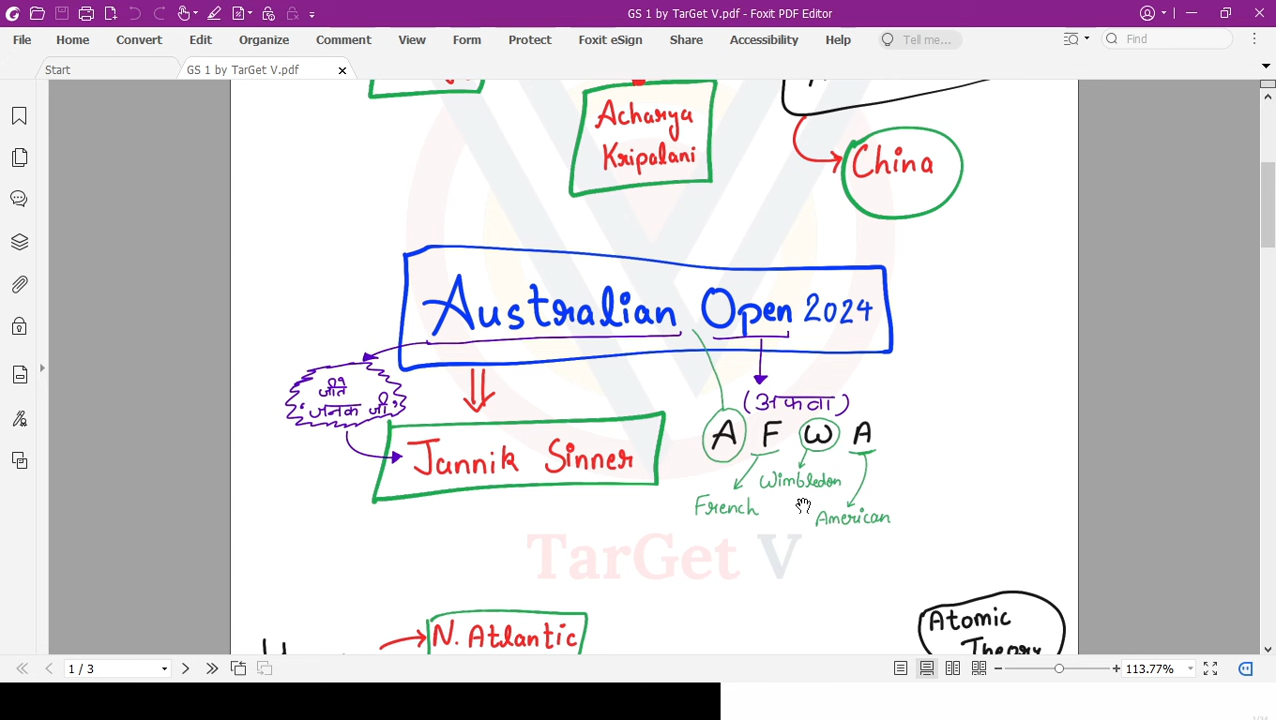 GS 1 by TarGet V.pdf - Foxit PDF Editor
File Home Convert Edit Organize Comment View Form Protect Foxit eSign Share Accessibility Help Tell me... Find
Start GS 1 by TarGet V.pdf
Acharya
Kripalani
China
Australian Open 2024
जीते
'जनक जी'
(अफवा)
A F W A
Jannik Sinner
Wimbledon
French
American
TarGet V
N. Atlantic
Atomic
Theory
1 / 3
113.77%